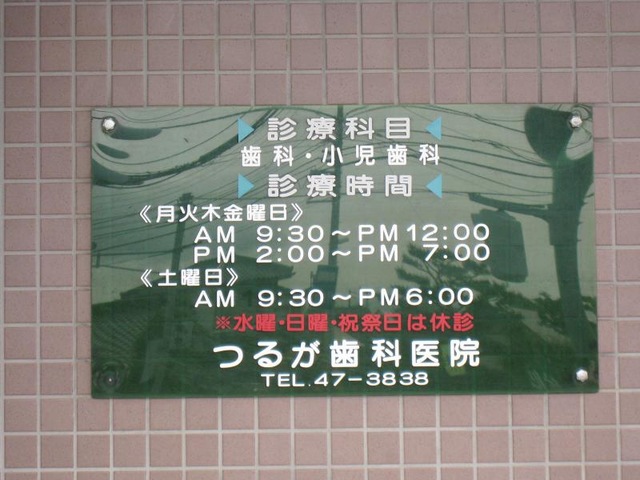 ▶診療科目◀
歯科・小児歯科
▶診療時間◀
《月火木金曜日》
AM 9:30～PM12:00
PM 2:00～PM 7:00
《土曜日》
AM 9:30～PM6:00
※水曜・日曜・祝祭日は休診
つるが歯科医院
TEL.47-3838